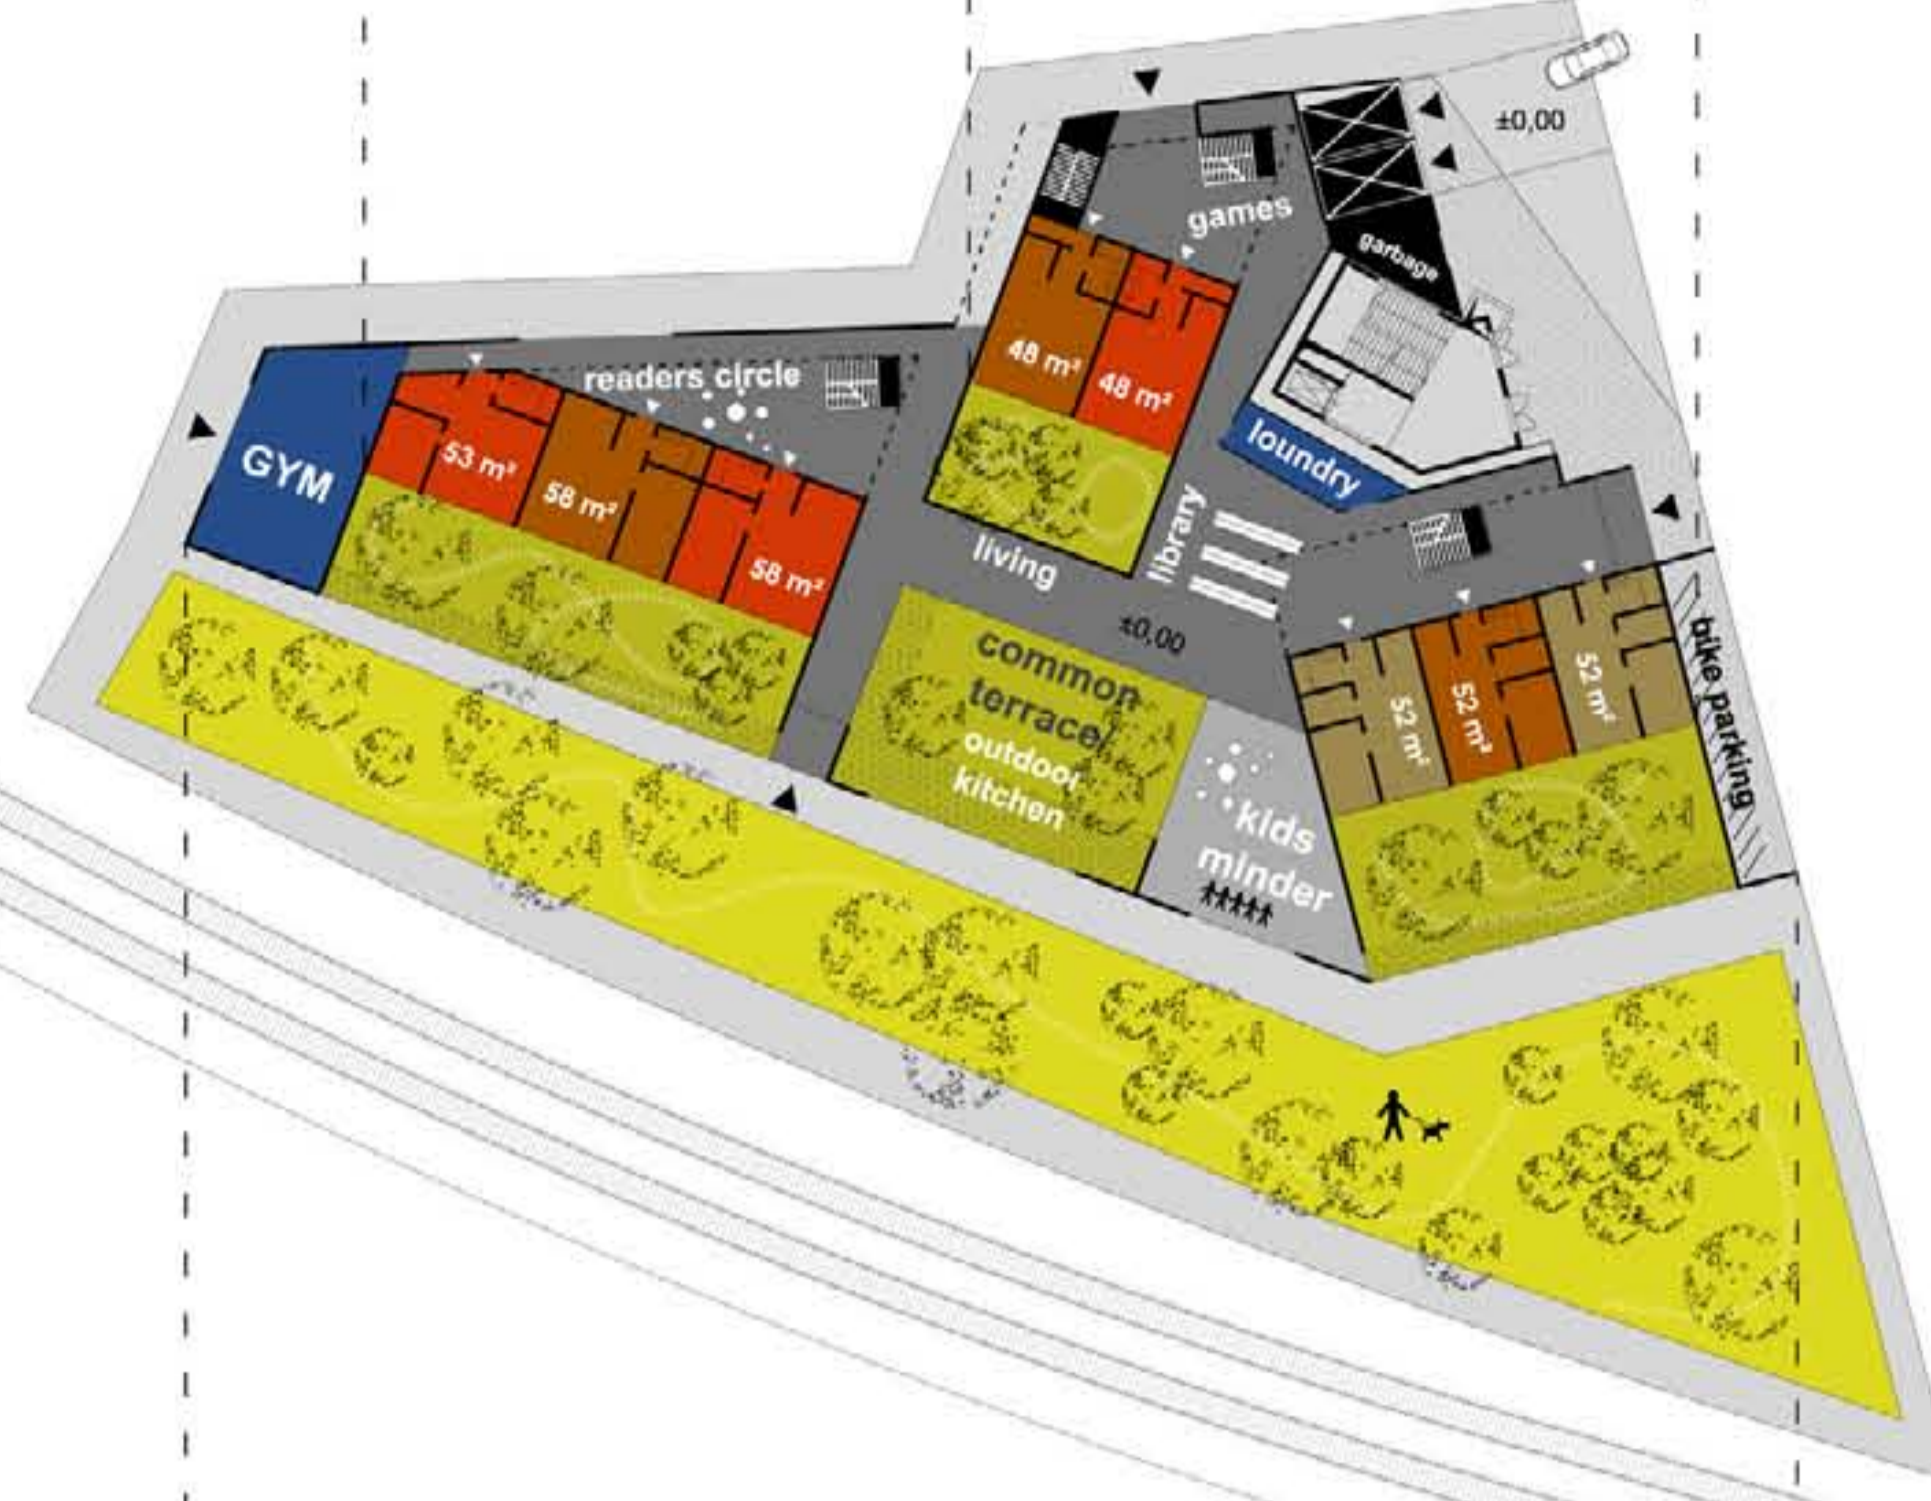 ±0,00
games
garbage
readers circle
48 m²
48 m²
GYM
53 m²
58 m²
58 m²
loundry
library
living
±0,00
common
terrace/
outdoor
kitchen
52 m²
52 m²
52 m²
bike parking
kids
minder